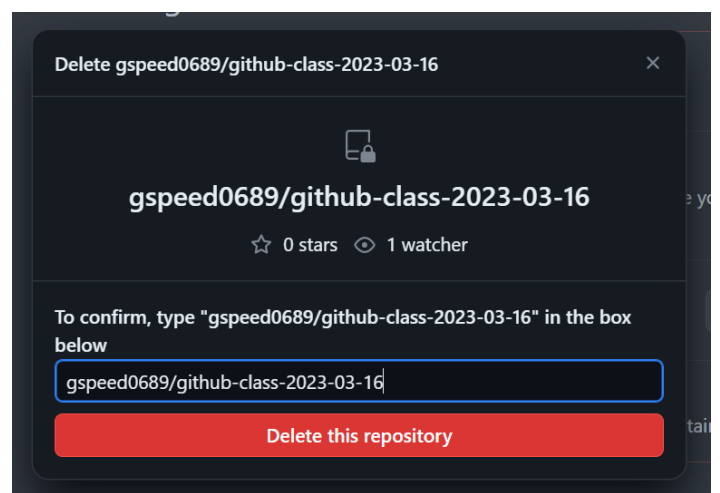 Delete gspeed0689/github-class-2023-03-16
gspeed0689/github-class-2023-03-16
0 stars 1 watcher
To confirm, type "gspeed0689/github-class-2023-03-16" in the box
below
gspeed0689/github-class-2023-03-16
Delete this repository